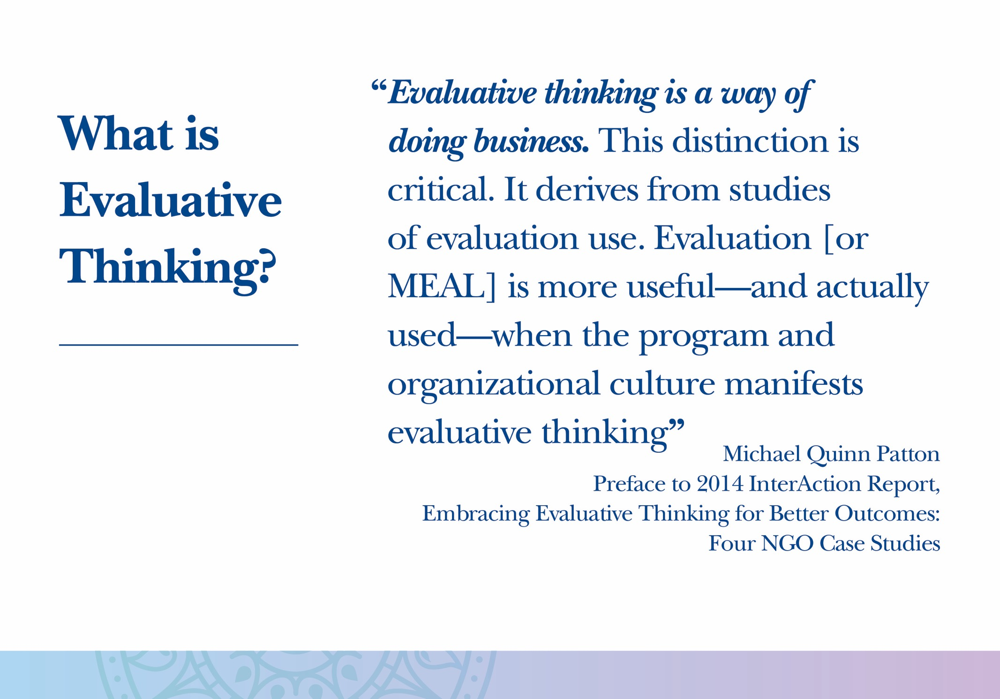 What is
Evaluative
Thinking?
“Evaluative thinking is a way of
doing business. This distinction is
critical. It derives from studies
of evaluation use. Evaluation [or
MEAL] is more useful—and actually
used—when the program and
organizational culture manifests
evaluative thinking”
Michael Quinn Patton
Preface to 2014 InterAction Report,
Embracing Evaluative Thinking for Better Outcomes:
Four NGO Case Studies